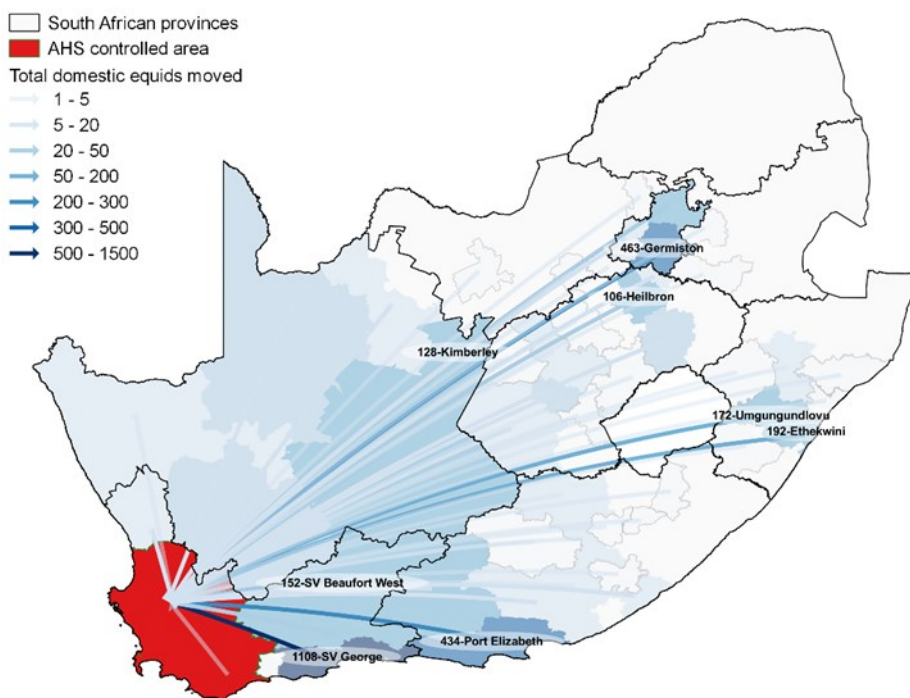 South African provinces
AHS controlled area
Total domestic equids moved
1 - 5
5 - 20
20 - 50
50 - 200
200 - 300
300 - 500
500 - 1500
463-Germiston
106-Heilbron
128-Kimberley
172-Umgungundlovu
192-Ethekwini
152-SV Beaufort West
434-Port Elizabeth
1108-SV George